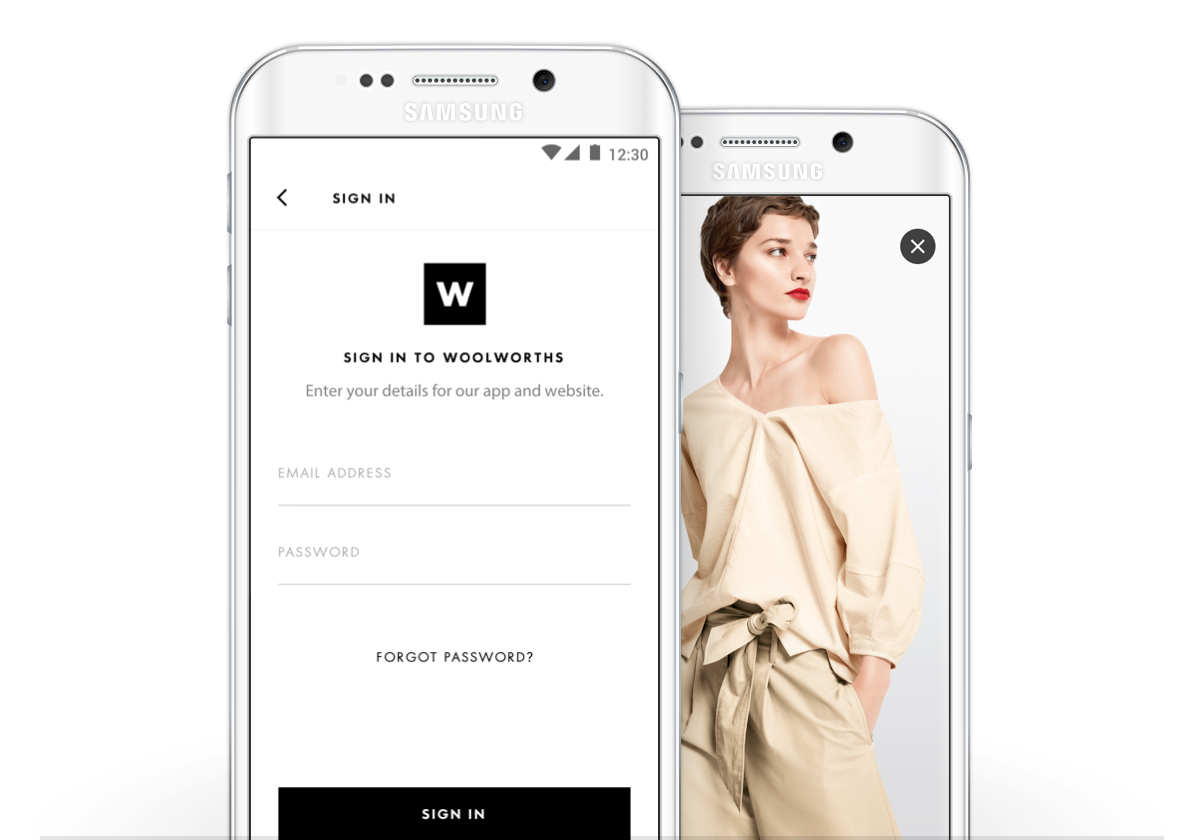 SAMSUNG
12:30
SIGN IN
W
SIGN IN TO WOOLWORTHS
Enter your details for our app and website.
EMAIL ADDRESS
PASSWORD
FORGOT PASSWORD?
SIGN IN
SAMSUNG